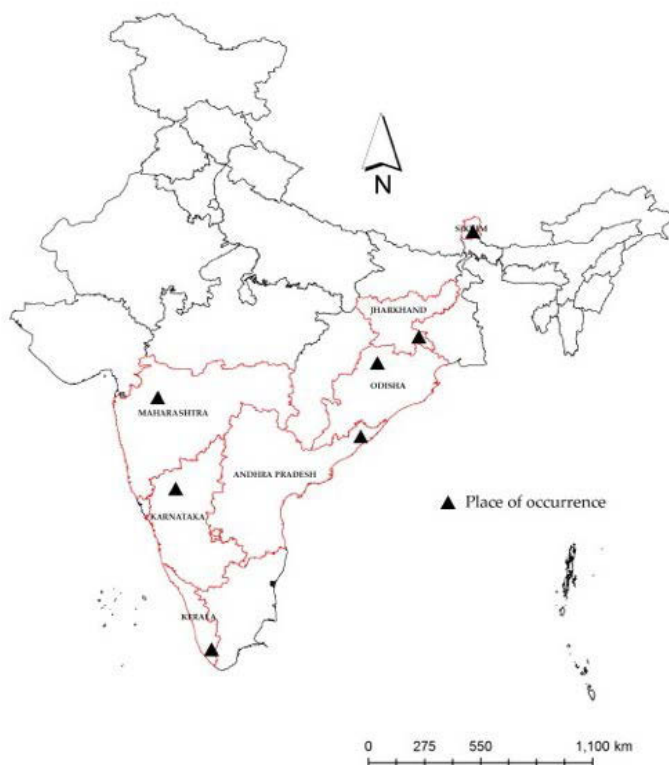 N
SIKKIM
JHARKHAND
ODISHA
MAHARASHTRA
ANDHRA PRADESH
▲ Place of occurrence
KARNATAKA
KERALA
0 275 550 1,100 km